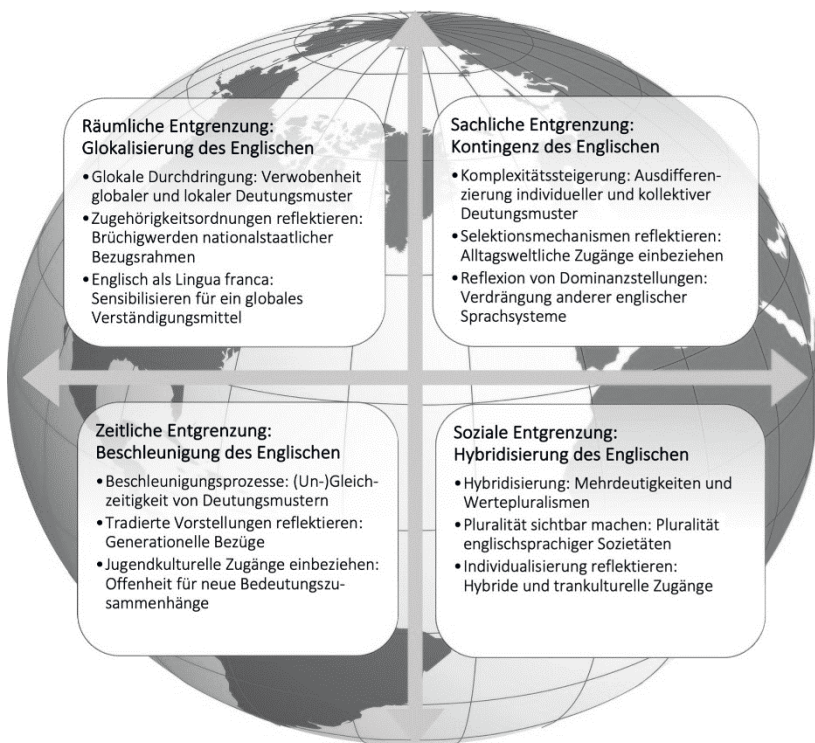 Räumliche Entgrenzung:
Glokalisierung des Englischen
•Glokale Durchdringung: Verwobenheit
globaler und lokaler Deutungsmuster
•Zugehörigkeitsordnungen reflektieren:
Brüchigwerden nationalstaatlicher
Bezugsrahmen
•Englisch als Lingua franca:
Sensibilisieren für ein globales
Verständigungsmittel
Sachliche Entgrenzung:
Kontingenz des Englischen
•Komplexitätssteigerung: Ausdifferen-
zierung individueller und kollektiver
Deutungsmuster
•Selektionsmechanismen reflektieren:
Alltagsweltliche Zugänge einbeziehen
•Reflexion von Dominanzstellungen:
Verdrängung anderer englischer
Sprachsysteme
Zeitliche Entgrenzung:
Beschleunigung des Englischen
•Beschleunigungsprozesse: (Un-)Gleich-
zeitigkeit von Deutungsmustern
•Tradierte Vorstellungen reflektieren:
Generationelle Bezüge
•Jugendkulturelle Zugänge einbeziehen:
Offenheit für neue Bedeutungszu-
sammenhänge
Soziale Entgrenzung:
Hybridisierung des Englischen
•Hybridisierung: Mehrdeutigkeiten und
Wertepluralismen
•Pluralität sichtbar machen: Pluralität
englischsprachiger Sozietäten
•Individualisierung reflektieren:
Hybride und trankulturelle Zugänge